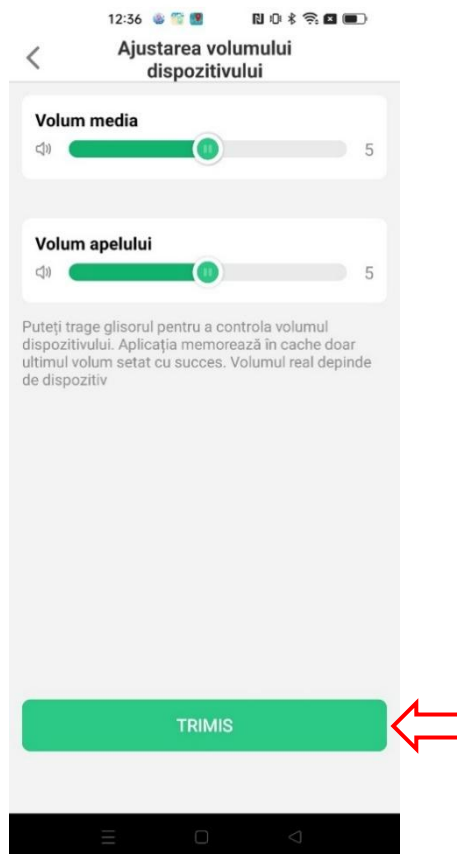 12:36
Ajustarea volumului
dispozitivului
Volum media
5
Volum apelului
5
Puteți trage glisorul pentru a controla volumul
dispozitivului. Aplicația memorează în cache doar
ultimul volum setat cu succes. Volumul real depinde
de dispozitiv
TRIMIS